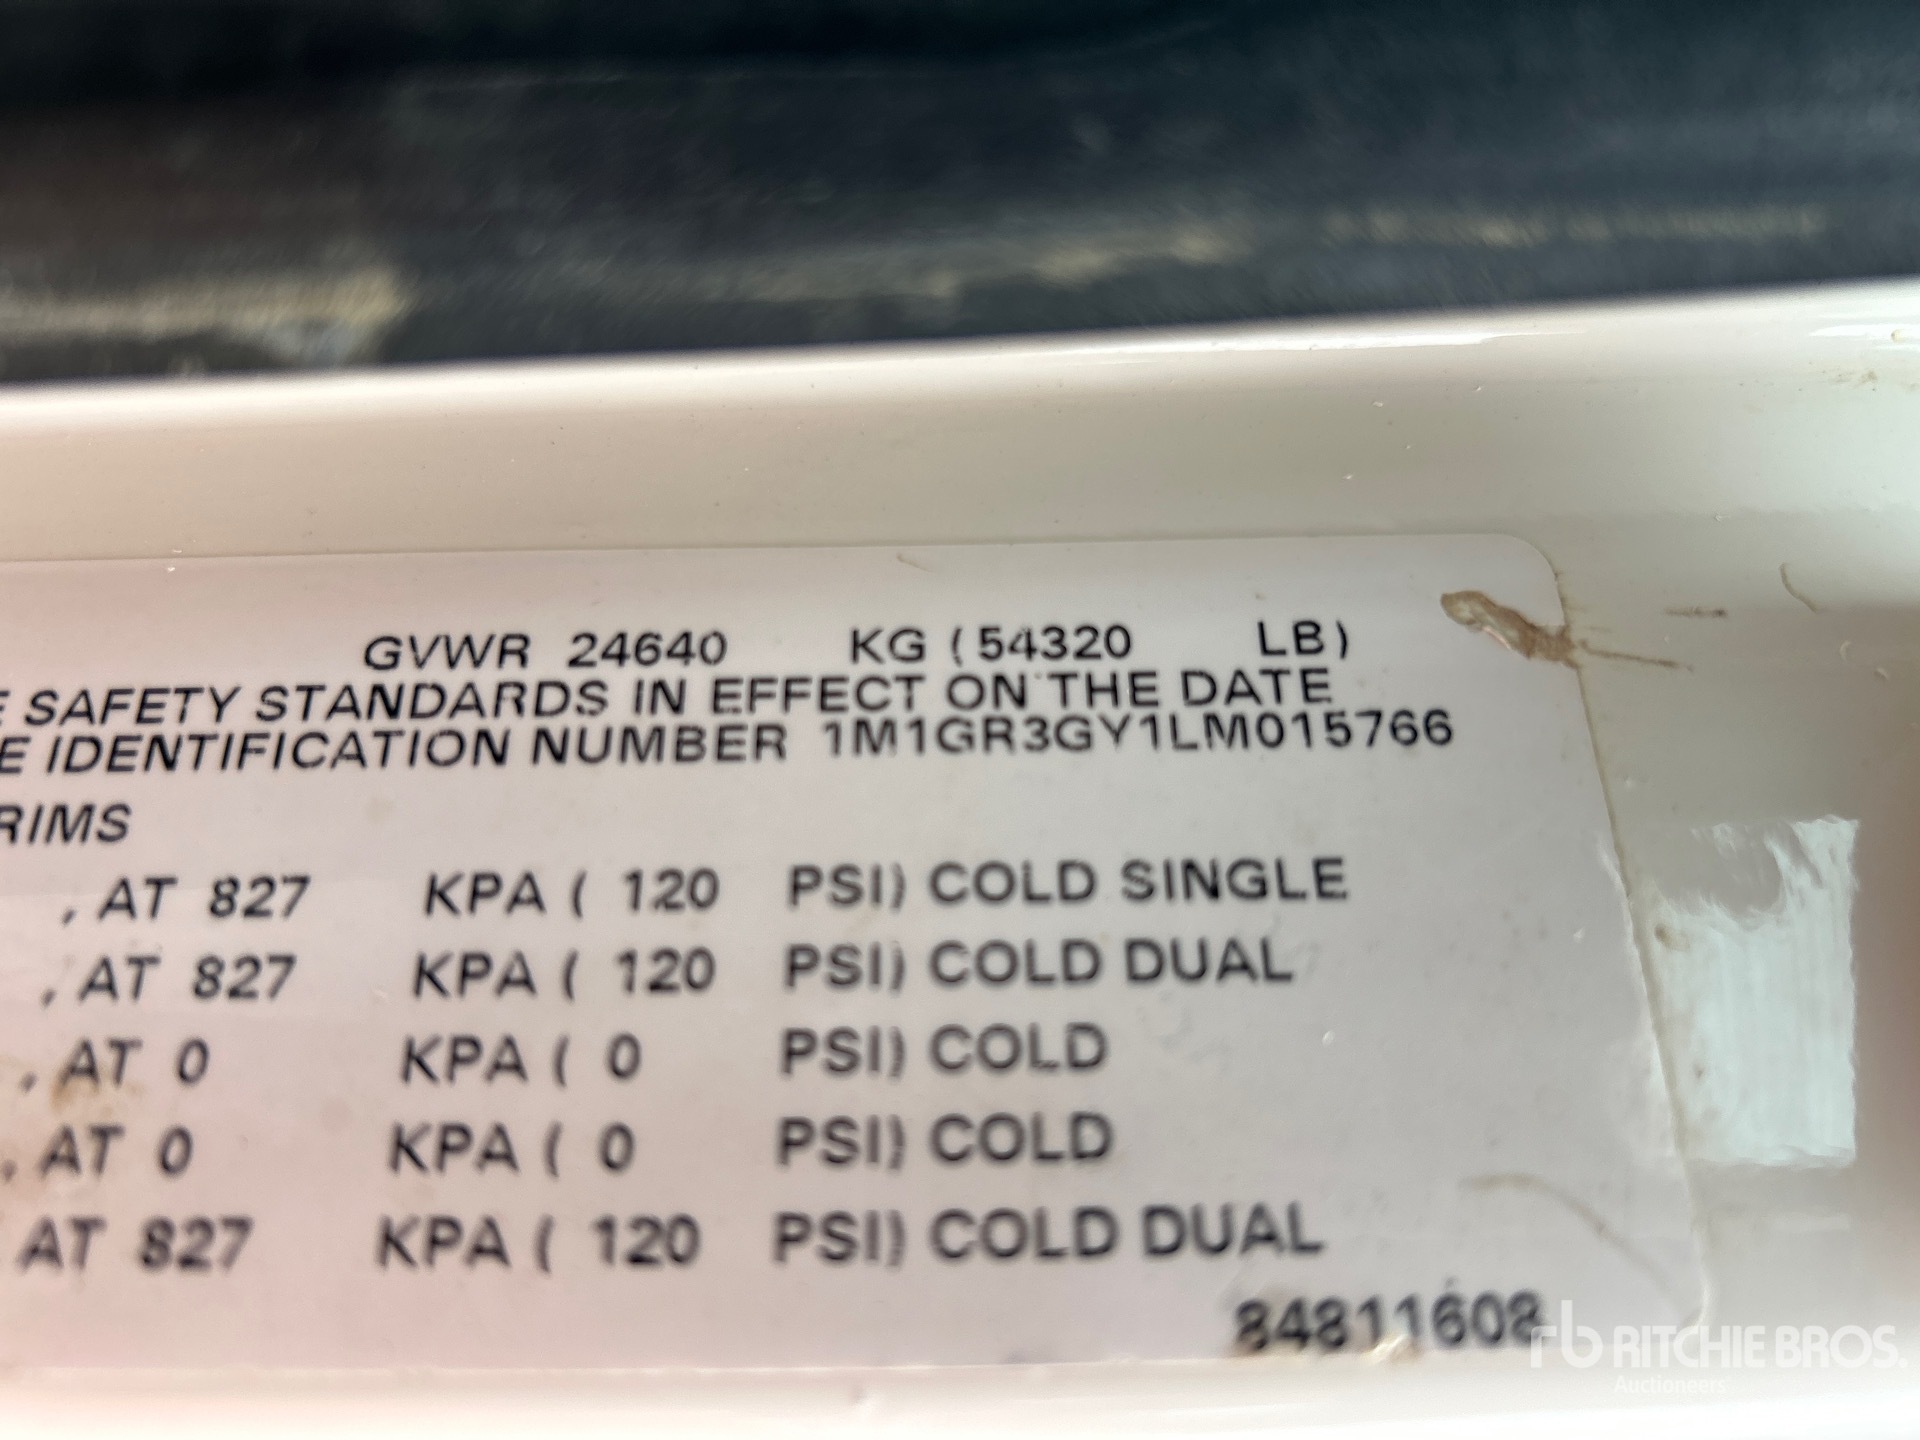 GVWR 24640 KG (54320 LB)
E SAFETY STANDARDS IN EFFECT ON THE DATE
E IDENTIFICATION NUMBER 1M1GR3GY1LM015766
RIMS
, AT 827 KPA ( 120 PSI) COLD SINGLE
, AT 827 KPA ( 120 PSI) COLD DUAL
, AT 0 KPA ( 0 PSI) COLD
, AT 0 KPA ( 0 PSI) COLD
AT 827 KPA ( 120 PSI) COLD DUAL
84811608
rb RITCHIE BROS.
Auctioneers